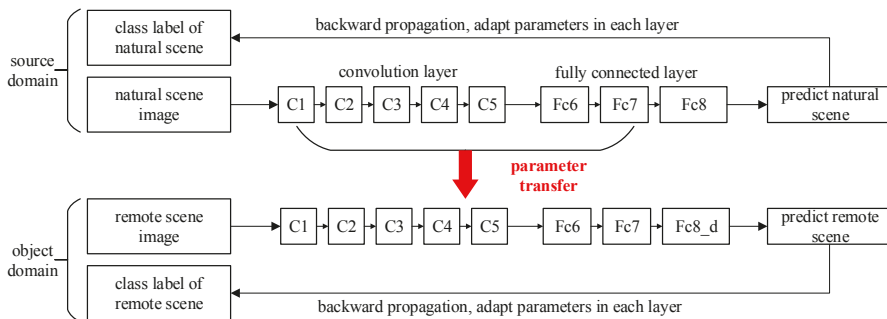 class label of
natural scene
backward propagation, adapt parameters in each layer
source
domain
convolution layer
fully connected layer
natural scene
image
C1
C2
C3
C4
C5
Fc6
Fc7
Fc8
predict natural
scene
parameter
transfer
remote scene
image
C1
C2
C3
C4
C5
Fc6
Fc7
Fc8_d
predict remote
scene
object
domain
class label of
remote scene
backward propagation, adapt parameters in each layer